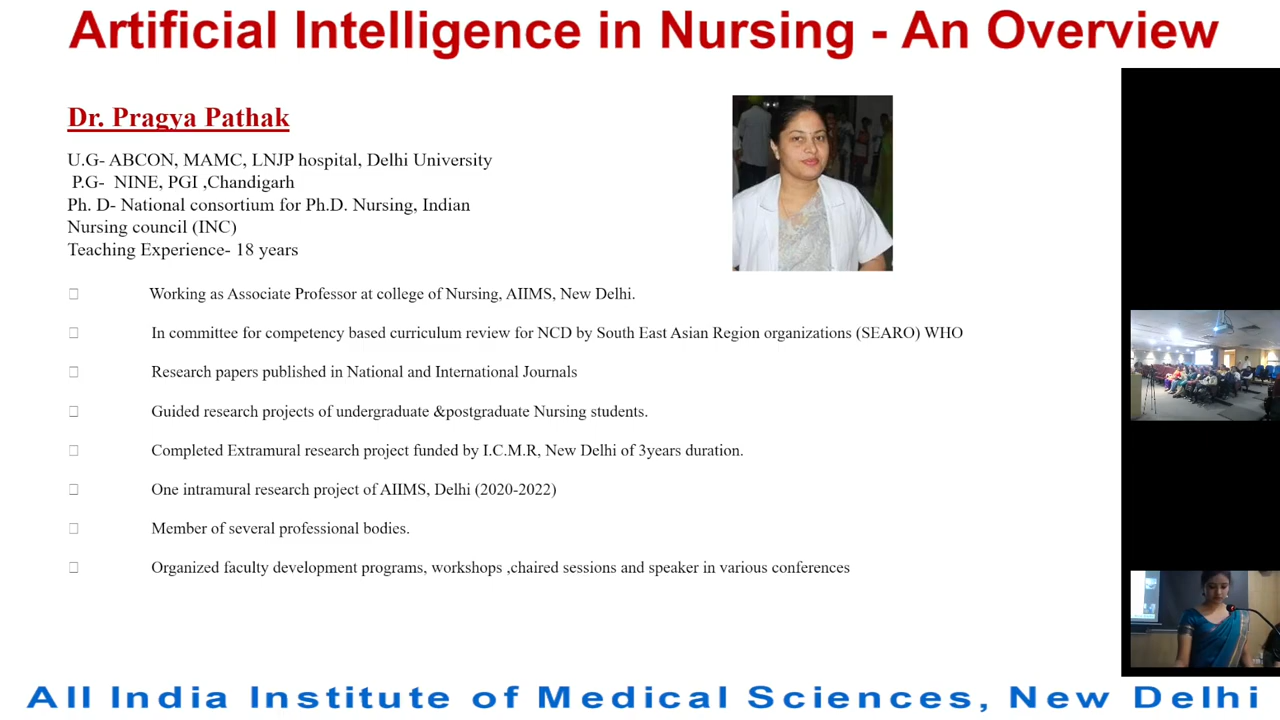 Artificial Intelligence in Nursing - An Overview
Dr. Pragya Pathak
U.G- ABCON, MAMC, LNJP hospital, Delhi University
P.G- NINE, PGI ,Chandigarh
Ph. D- National consortium for Ph.D. Nursing, Indian
Nursing council (INC)
Teaching Experience- 18 years
Working as Associate Professor at college of Nursing, AIIMS, New Delhi.
In committee for competency based curriculum review for NCD by South East Asian Region organizations (SEARO) WHO
Research papers published in National and International Journals
Guided research projects of undergraduate &postgraduate Nursing students.
Completed Extramural research project funded by I.C.M.R, New Delhi of 3years duration.
One intramural research project of AIIMS, Delhi (2020-2022)
Member of several professional bodies.
Organized faculty development programs, workshops ,chaired sessions and speaker in various conferences
All India Institute of Medical Sciences, New Delhi